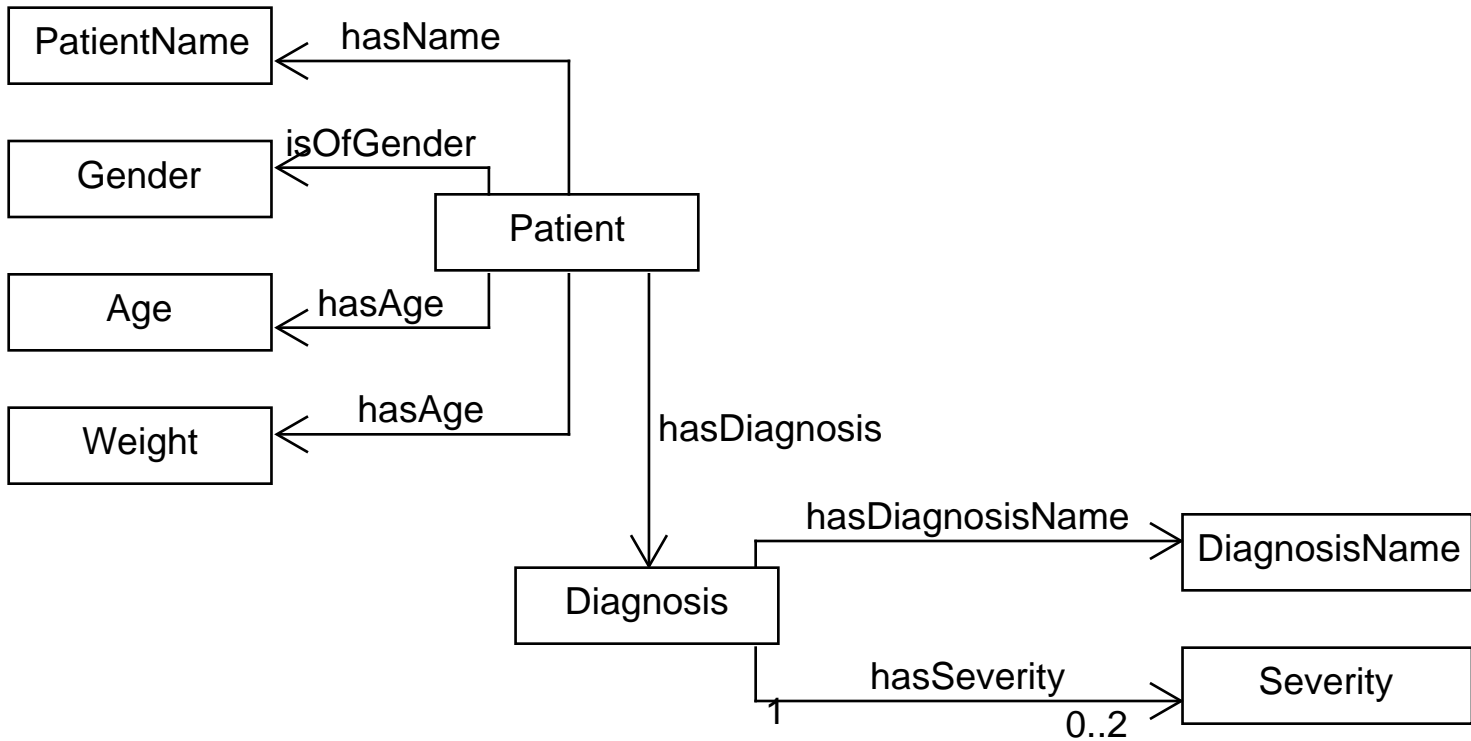 PatientName
hasName
isOfGender
Gender
Patient
Age
hasAge
Weight
hasAge
hasDiagnosis
hasDiagnosisName
DiagnosisName
Diagnosis
hasSeverity
Severity
1
0..2